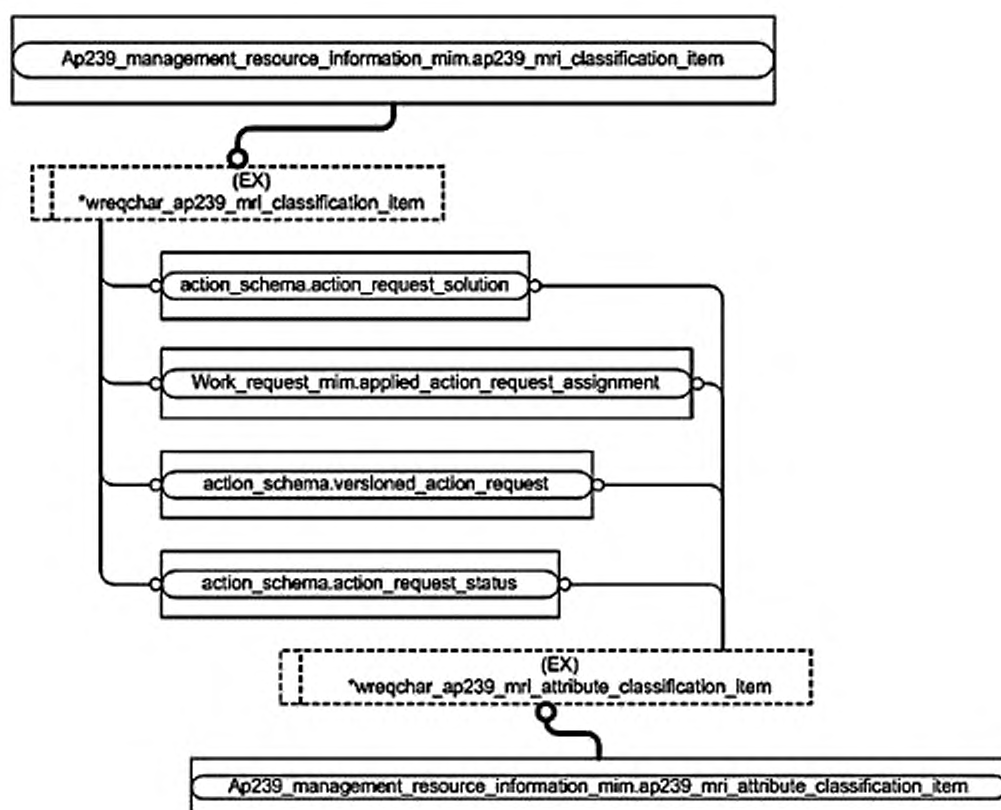 Ap239_management_resource_information_mim.ap239_mri_classification_item
(EX)
*wreqchar_ap239_mri_classification_item
action_schema.action_request_solution
Work_request_mim.applied_action_request_assignment
action_schema.versioned_action_request
action_schema.action_request_status
(EX)
*wreqchar_ap239_mri_attribute_classification_item
Ap239_management_resource_information_mim.ap239_mri_attribute_classification_item